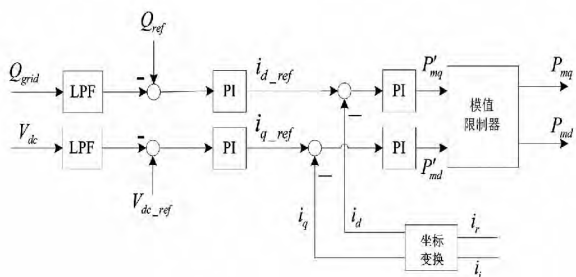 Q_ref
Q_grid LPF - PI i_d_ref PI P'_mq P_mq
模值
限制器
V_dc LPF - PI i_q_ref PI P'_md P_md
V_dc_ref
i_q i_d i_r
坐标
变换
i_i